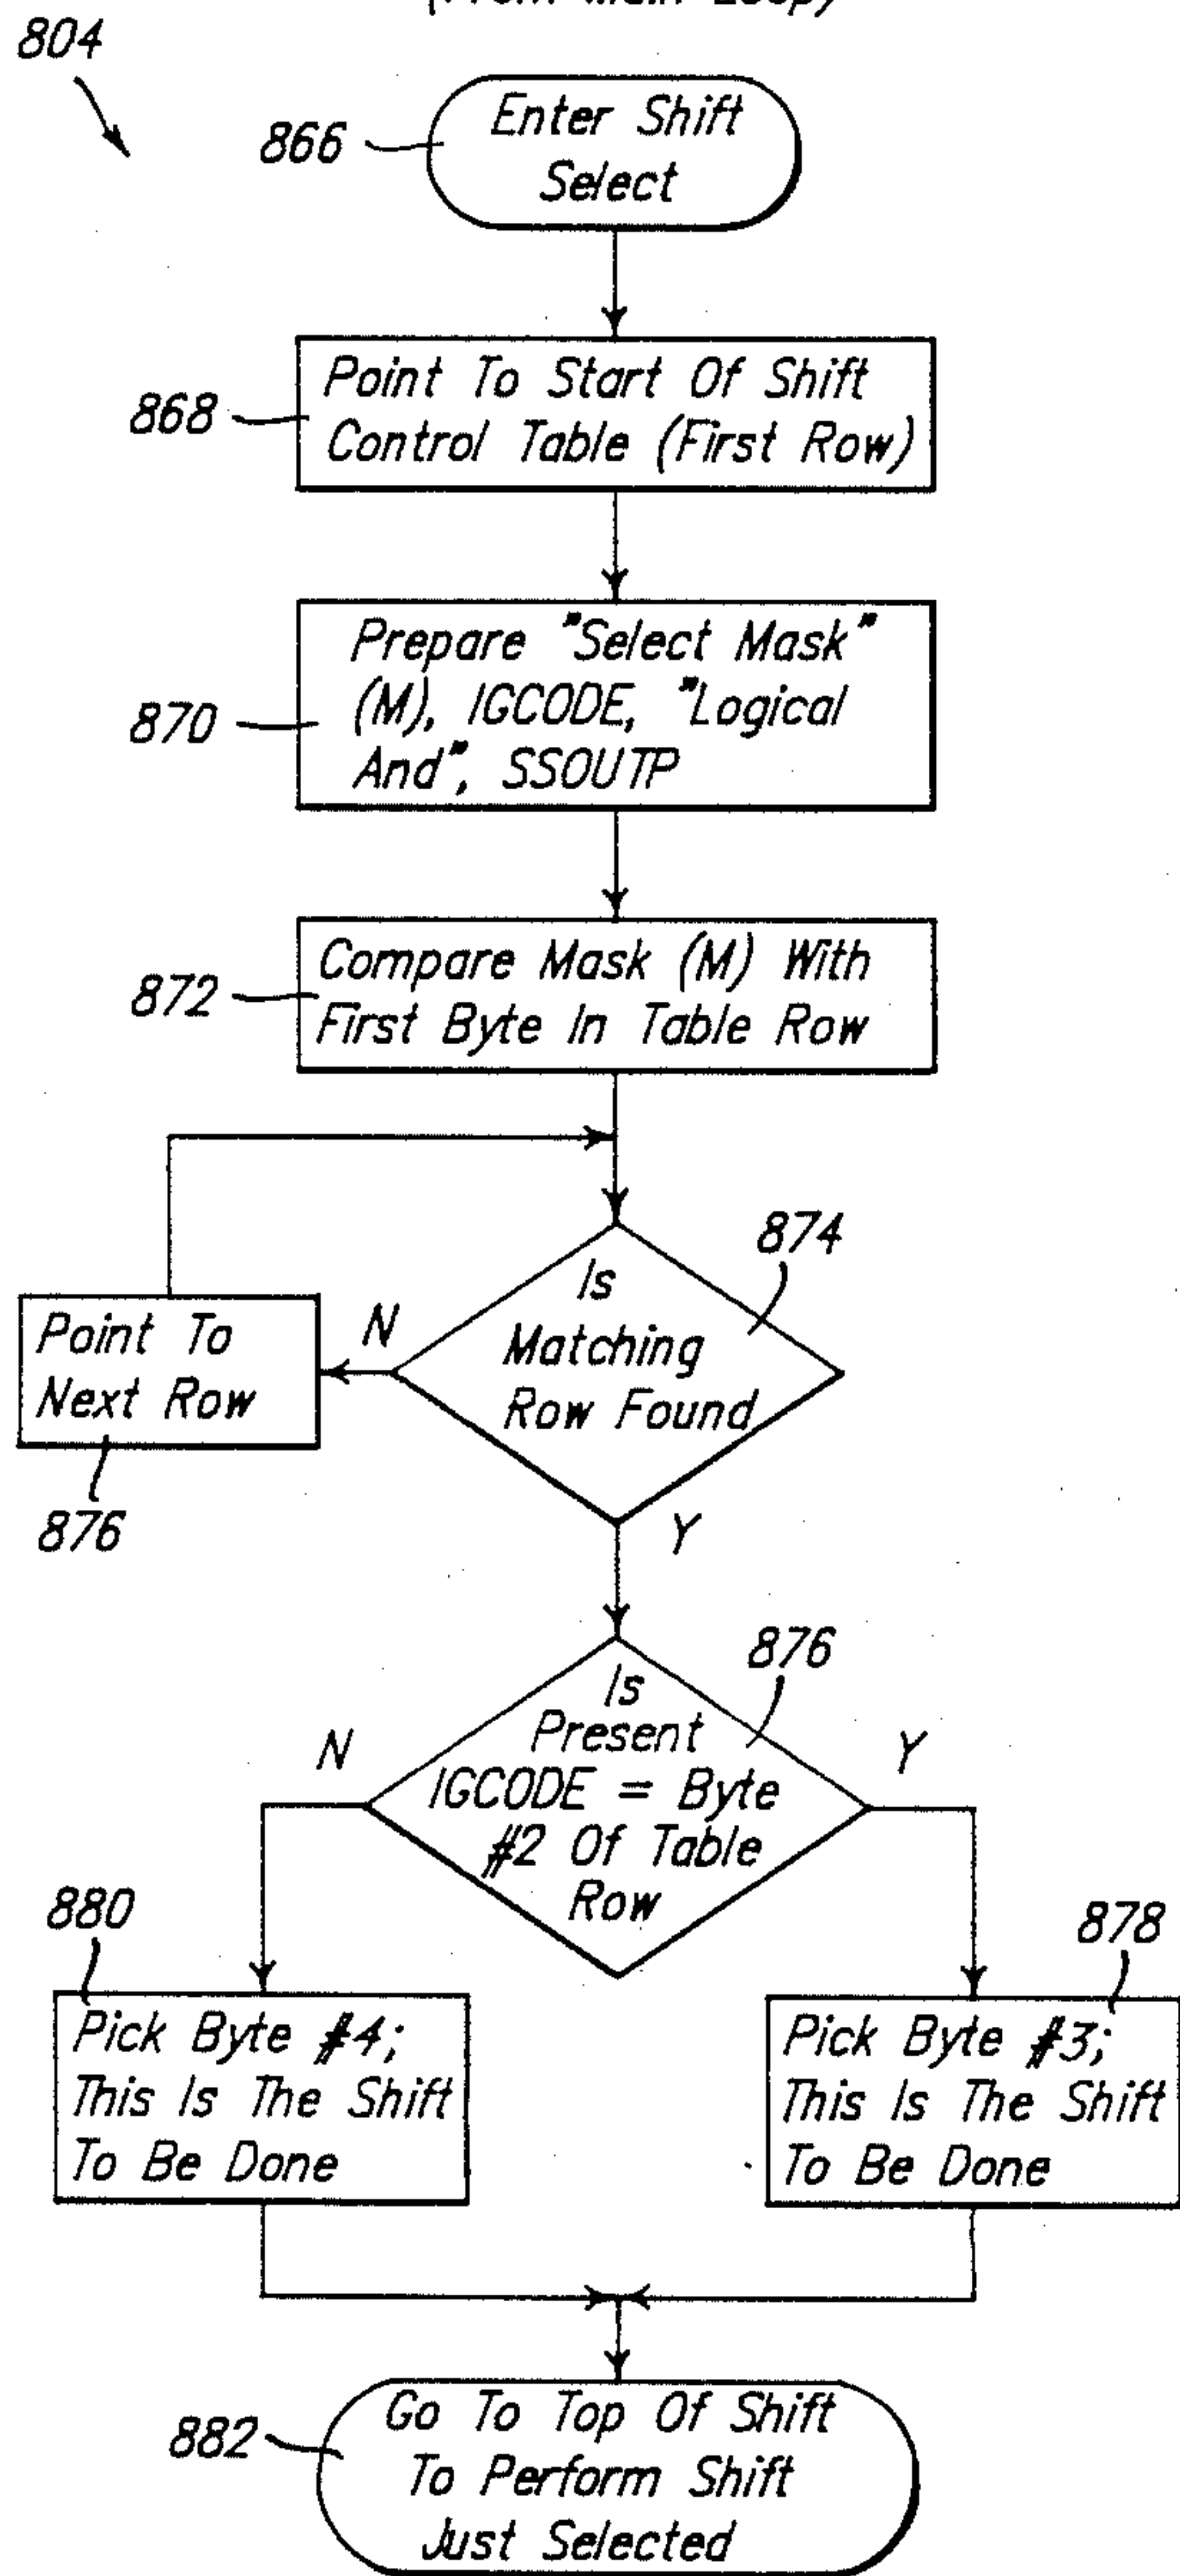 (From Main Loop)
804
866
Enter Shift
Select
868
Point To Start Of Shift
Control Table (First Row)
870
Prepare "Select Mask"
(M), IGCODE, "Logical
And", SSOUTP
872
Compare Mask (M) With
First Byte In Table Row
874
Is
Matching
Row Found
N
Point To
Next Row
876
Y
876
Is
Present
IGCODE = Byte
#2 Of Table
Row
N
Y
880
Pick Byte #4;
This Is The Shift
To Be Done
878
Pick Byte #3;
This Is The Shift
To Be Done
882
Go To Top Of Shift
To Perform Shift
Just Selected